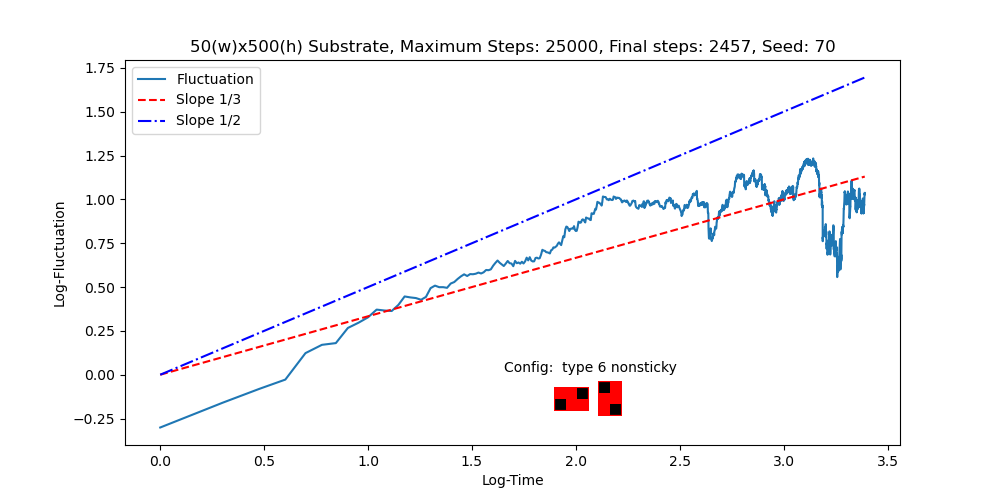 50(w)x500(h) Substrate, Maximum Steps: 25000, Final steps: 2457, Seed: 70
Fluctuation
Slope 1/3
Slope 1/2
1.75
1.50
1.25
1.00
0.75
0.50
0.25
0.00
−0.25
Log-Fluctuation
Config:  type 6 nonsticky
0.0 0.5 1.0 1.5 2.0 2.5 3.0 3.5
Log-Time